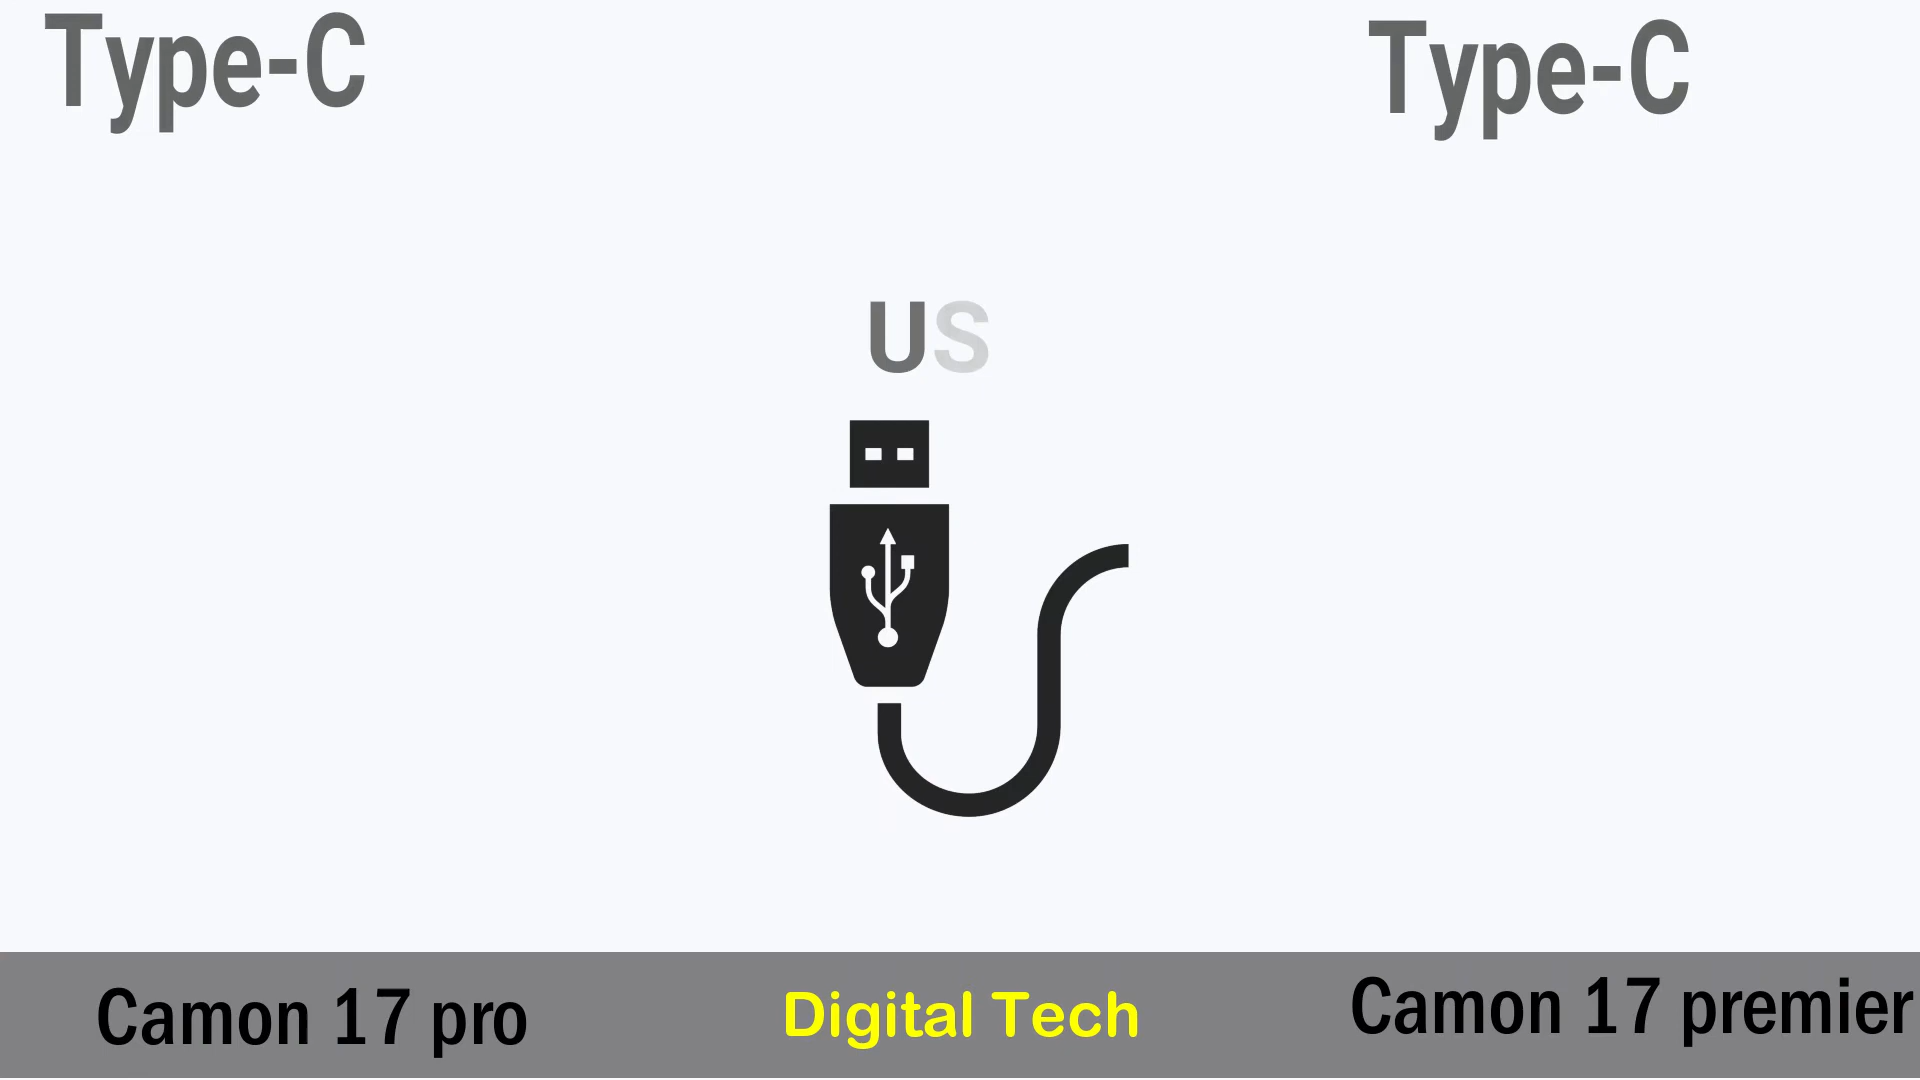 Type-C
Type-C
US
Camon 17 pro
Digital Tech
Camon 17 premier